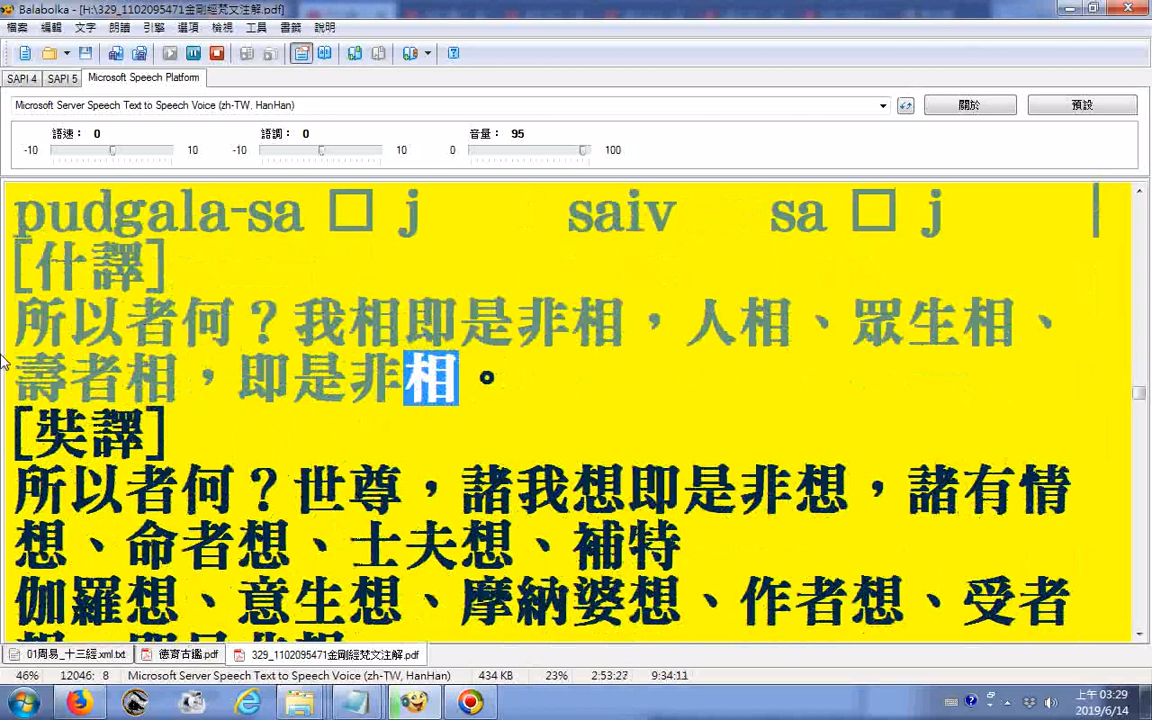 Balabolka - [H:\329_1102095471金剛經梵文注解.pdf]
檔案 編輯 文字 朗讀 引擎 選項 檢視 工具 書籤 說明
SAPI 4 SAPI 5 Microsoft Speech Platform
Microsoft Server Speech Text to Speech Voice (zh-TW, HanHan) 關於 預設
語速： 0 語調： 0 音量： 95
-10 10 -10 10 0 100
pudgala-sa □ j saiv sa □ j |
[什譯]
所以者何？我相即是非相，人相、眾生相、
壽者相，即是非相。
[奘譯]
所以者何？世尊，諸我想即是非想，諸有情
想、命者想、士夫想、補特
伽羅想、意生想、摩納婆想、作者想、受者
想，即是非想
01周易_十三經.xml.txt 德育古鑑.pdf 329_1102095471金剛經梵文注解.pdf
46% 12046: 8 Microsoft Server Speech Text to Speech Voice (zh-TW, HanHan) 434 KB 23% 2:53:27 9:34:11
上午 03:29
2019/6/14